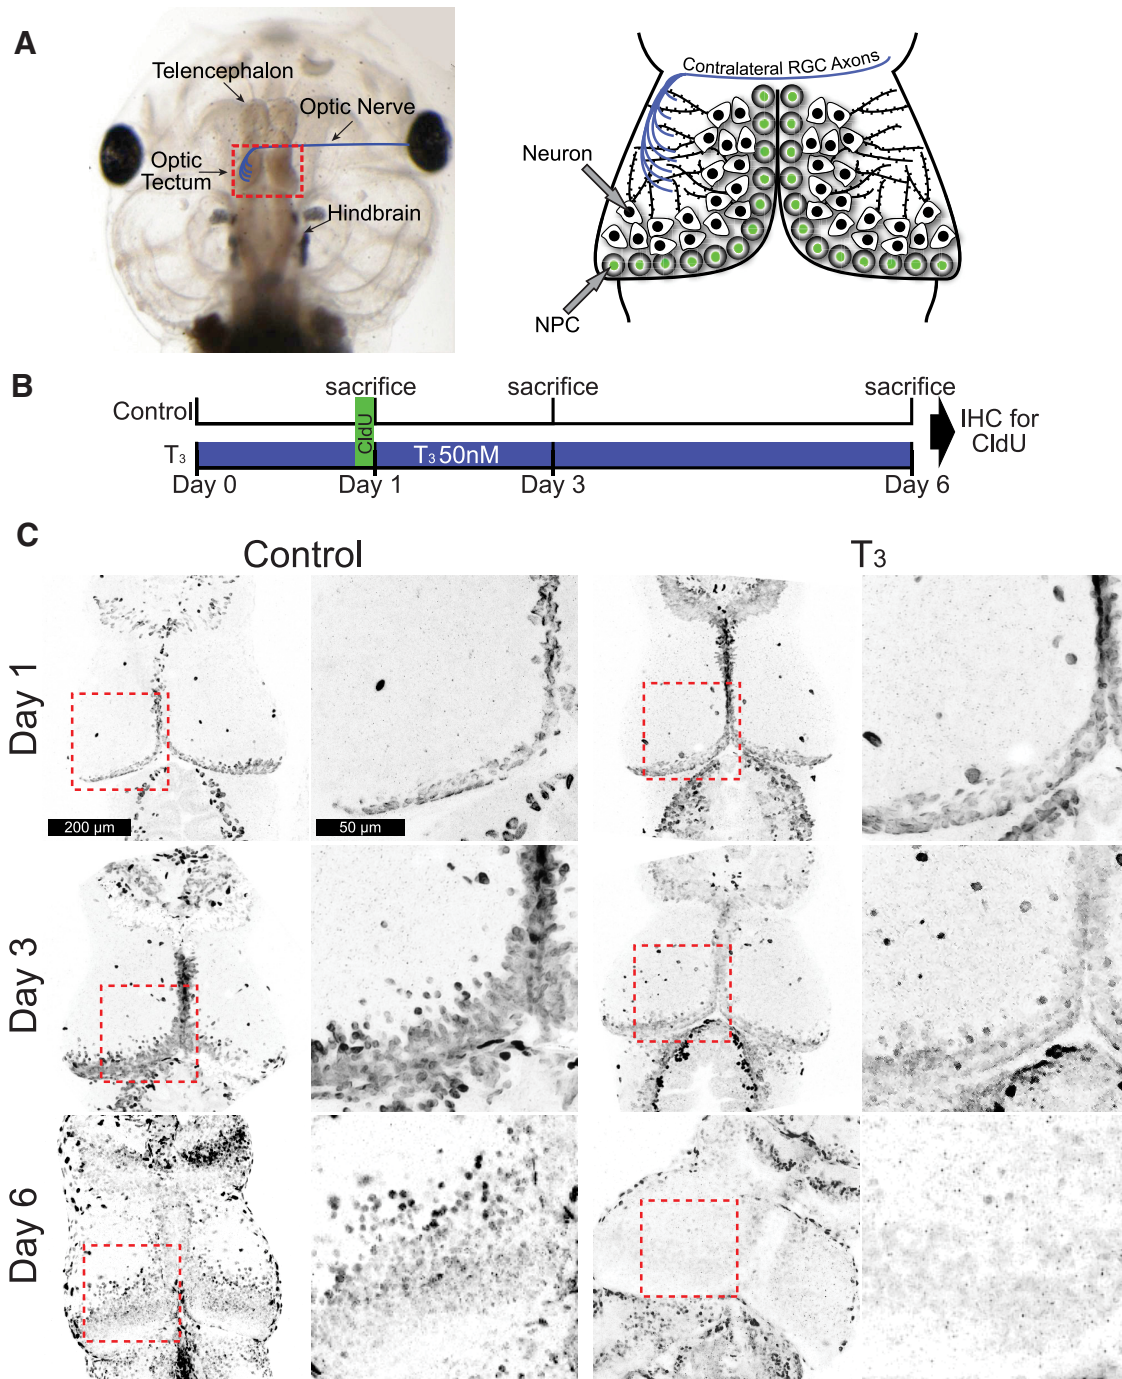 A
Telencephalon
Optic Nerve
Optic
Tectum
Hindbrain
Contralateral RGC Axons
Neuron
NPC
B
sacrifice
sacrifice
sacrifice
Control
CldU
IHC for
CldU
T3
T3 50nM
Day 0
Day 1
Day 3
Day 6
C
Control
T3
Day 1
200 µm
50 µm
Day 3
Day 6